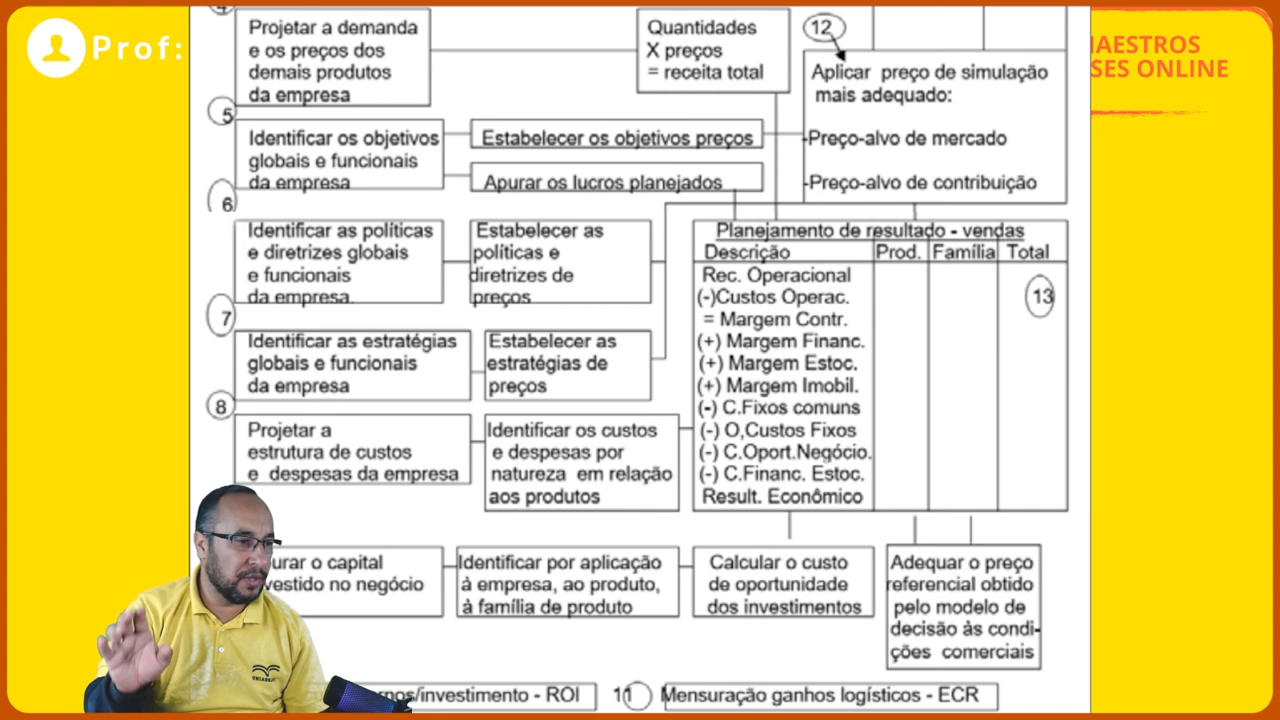 Prof:
MAESTROS
SES ONLINE
4
Projetar a demanda
e os preços dos
demais produtos
da empresa
Quantidades
X preços
= receita total
12
Aplicar preço de simulação
mais adequado:
-Preço-alvo de mercado
-Preço-alvo de contribuição
5
Identificar os objetivos
globais e funcionais
da empresa
Estabelecer os objetivos preços
Apurar os lucros planejados
6
Identificar as políticas
e diretrizes globais
e funcionais
da empresa.
Estabelecer as
políticas e
diretrizes de
preços
Planejamento de resultado - vendas
Descrição Prod. Família Total
Rec. Operacional
(-)Custos Operac.
= Margem Contr.
(+) Margem Financ.
(+) Margem Estoc.
(+) Margem Imobil.
(-) C.Fixos comuns
(-) O,Custos Fixos
(-) C.Oport.Negócio.
(-) C.Financ. Estoc.
Result. Econômico
13
7
Identificar as estratégias
globais e funcionais
da empresa
Estabelecer as
estratégias de
preços
8
Projetar a
estrutura de custos
e despesas da empresa
Identificar os custos
e despesas por
natureza em relação
aos produtos
urar o capital
vestido no negócio
Identificar por aplicação
à empresa, ao produto,
à família de produto
Calcular o custo
de oportunidade
dos investimentos
Adequar o preço
referencial obtido
pelo modelo de
decisão às condi-
ções comerciais
rnos/investimento - ROI
11
Mensuração ganhos logísticos - ECR